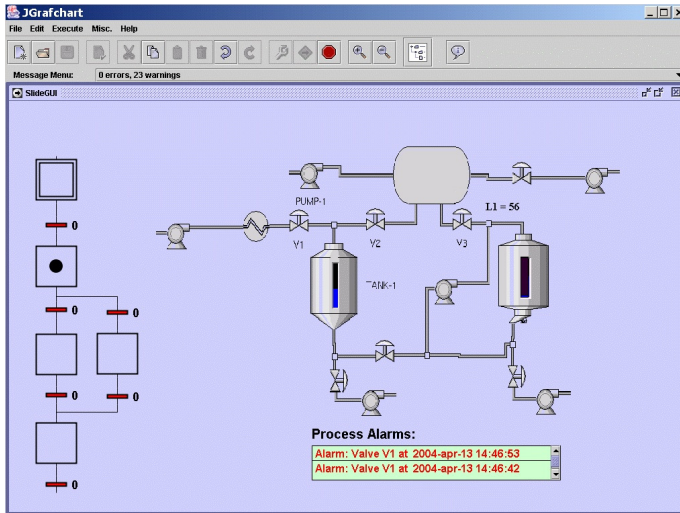 JGrafchart
File Edit Execute Misc. Help
Message Menu: 0 errors, 23 warnings
SlideGUI
PUMP-1
L1 = 56
0
V1 V2 V3
TANK-1
0 0
0 0
0
Process Alarms:
Alarm: Valve V1 at 2004-apr-13 14:46:53
Alarm: Valve V1 at 2004-apr-13 14:46:42